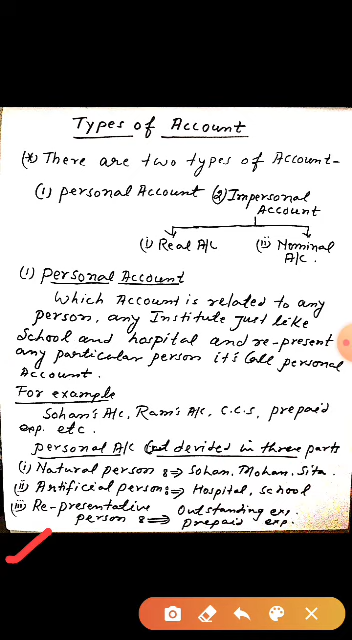 Types of Account
(*) There are two types of Account-
(1) personal Account (2) Impersonal
Account
(i) Real A/c (ii) Nominal
A/c.
(1) personal Account
Which Account is related to any
person, any Institute just like
School and hospital and re-present
any particular person it's Call personal
Account.
For example
Sohan's A/c, Ram's A/c, C.C.S, prepaid
exp. etc.
personal A/c devided in three parts
(i) Natural person :⇒ Sohan, Mohan, Sita.
(ii) Artificial person :⇒ Hospital, School
(iii) Re-presentative Outstanding exp.
person :⇒ prepaid exp.